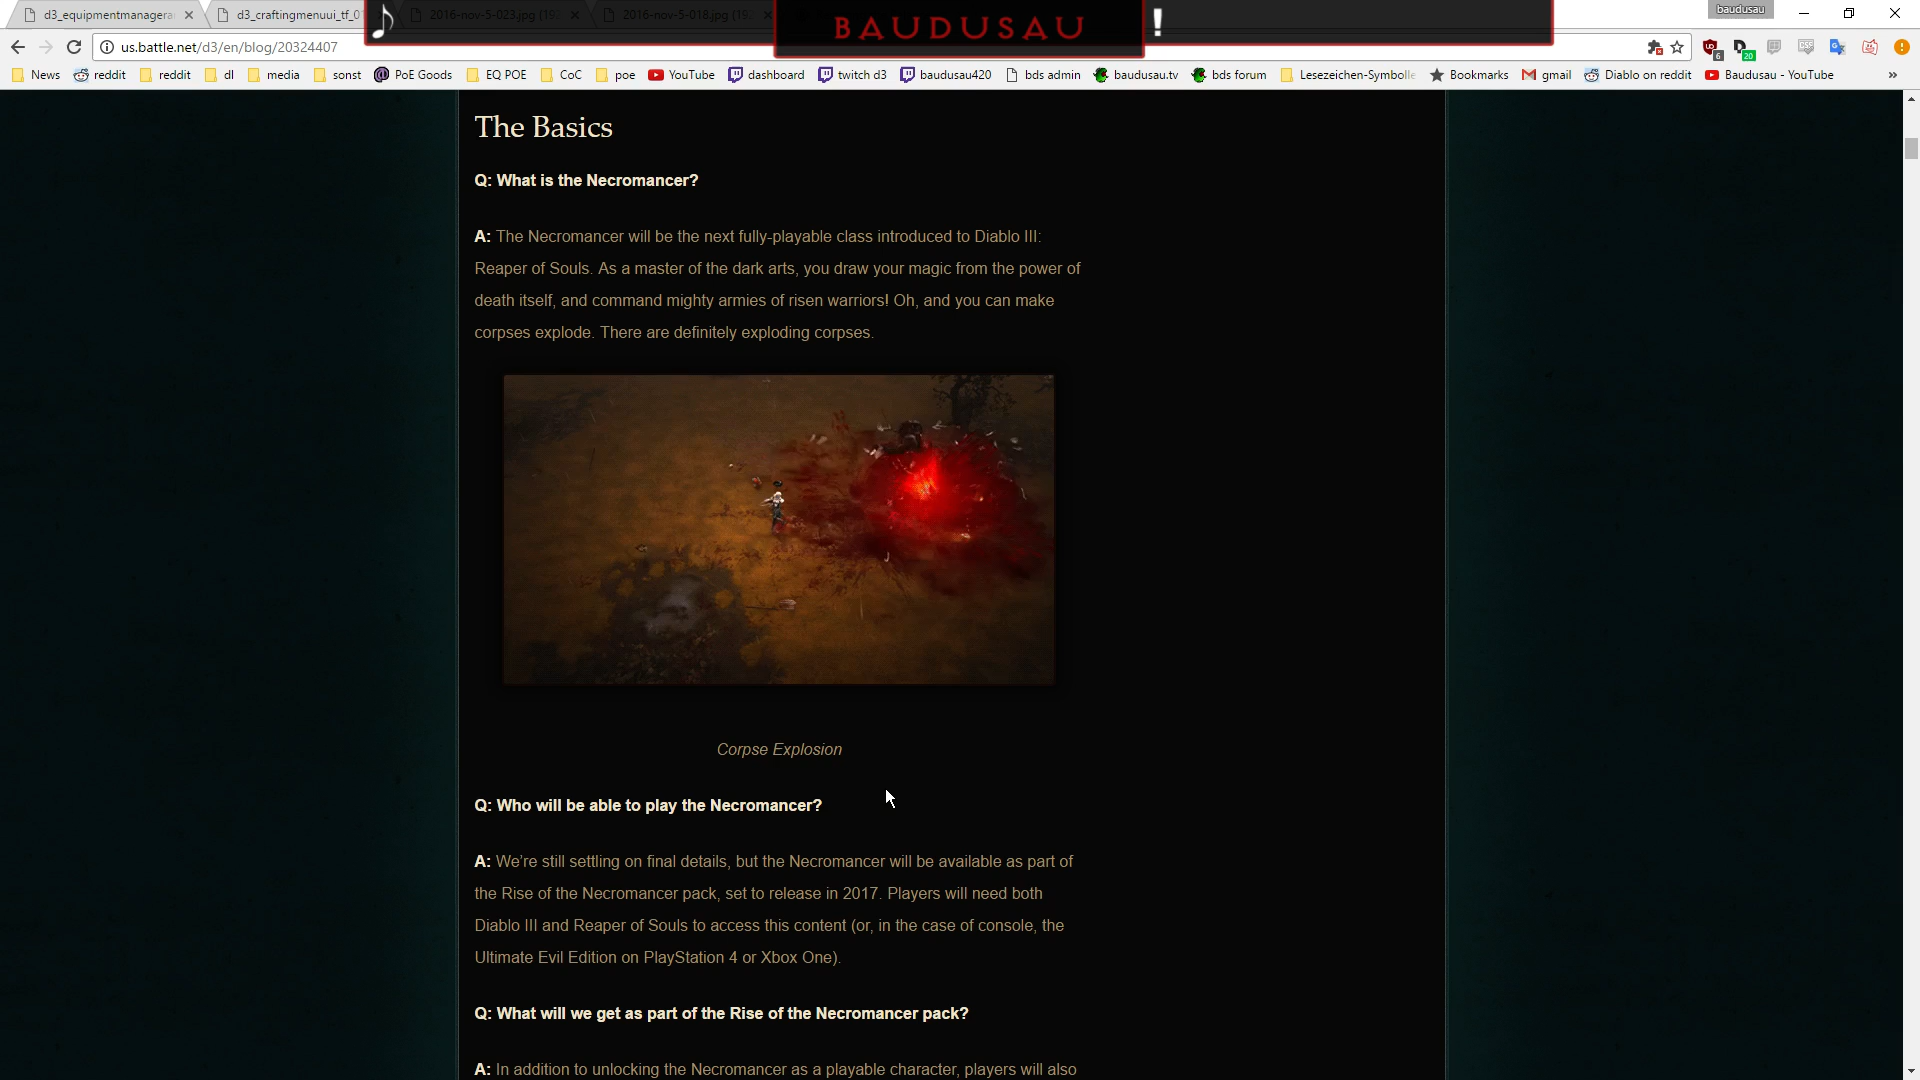 d3_equipmentmanagera
d3_craftingmenuui_tf_01
2016-nov-5-023.jpg (192
2016-nov-5-018.jpg (19
BAUDUSAU
!
baudusau
us.battle.net/d3/en/blog/20324407
6
20
News
reddit
reddit
dl
media
sonst
PoE Goods
EQ POE
CoC
poe
YouTube
dashboard
twitch d3
baudusau420
bds admin
baudusau.tv
bds forum
Lesezeichen-Symbolle
Bookmarks
gmail
Diablo on reddit
Baudusau - YouTube
»
The Basics
Q: What is the Necromancer?
A: The Necromancer will be the next fully-playable class introduced to Diablo III:
Reaper of Souls. As a master of the dark arts, you draw your magic from the power of
death itself, and command mighty armies of risen warriors! Oh, and you can make
corpses explode. There are definitely exploding corpses.
Corpse Explosion
Q: Who will be able to play the Necromancer?
A: We're still settling on final details, but the Necromancer will be available as part of
the Rise of the Necromancer pack, set to release in 2017. Players will need both
Diablo III and Reaper of Souls to access this content (or, in the case of console, the
Ultimate Evil Edition on PlayStation 4 or Xbox One).
Q: What will we get as part of the Rise of the Necromancer pack?
A: In addition to unlocking the Necromancer as a playable character, players will also